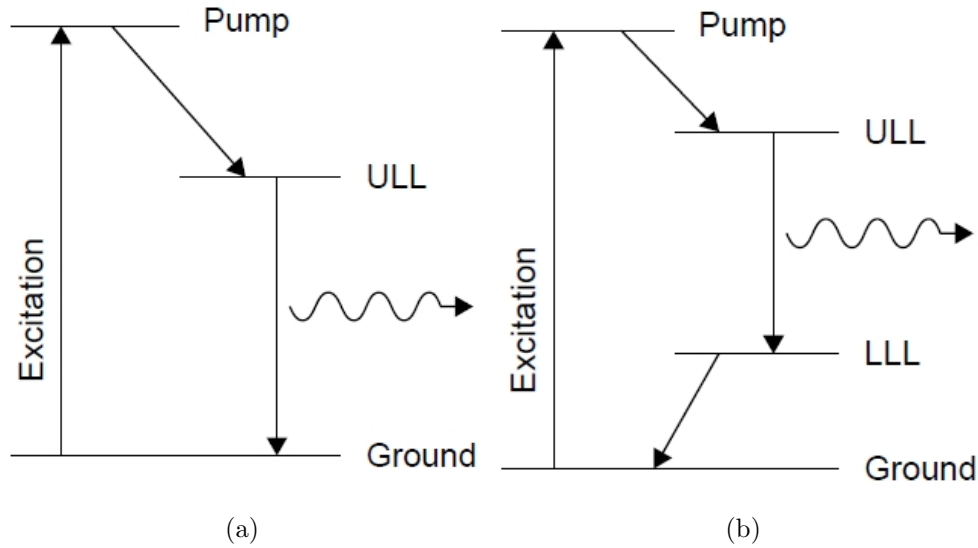 Pump
ULL
Excitation
Ground
(a)
Pump
ULL
LLL
Excitation
Ground
(b)